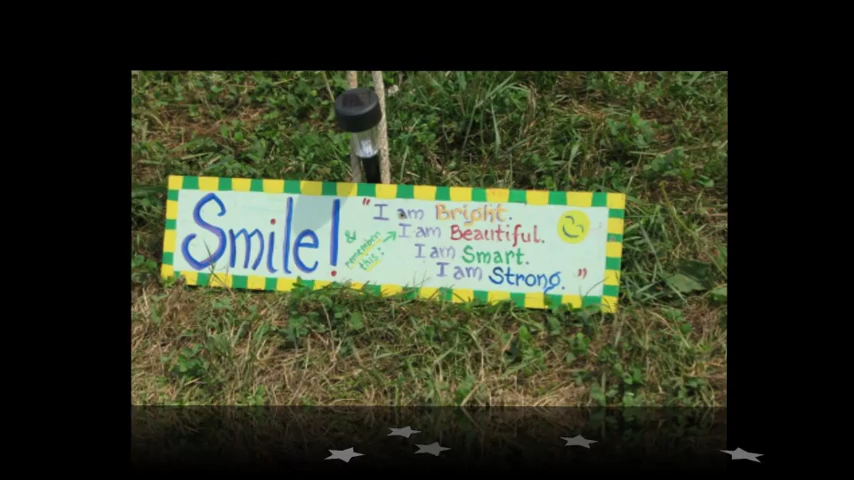 Smile!
& remember
this:
"I am Bright.
I am Beautiful.
I am Smart.
I am Strong."